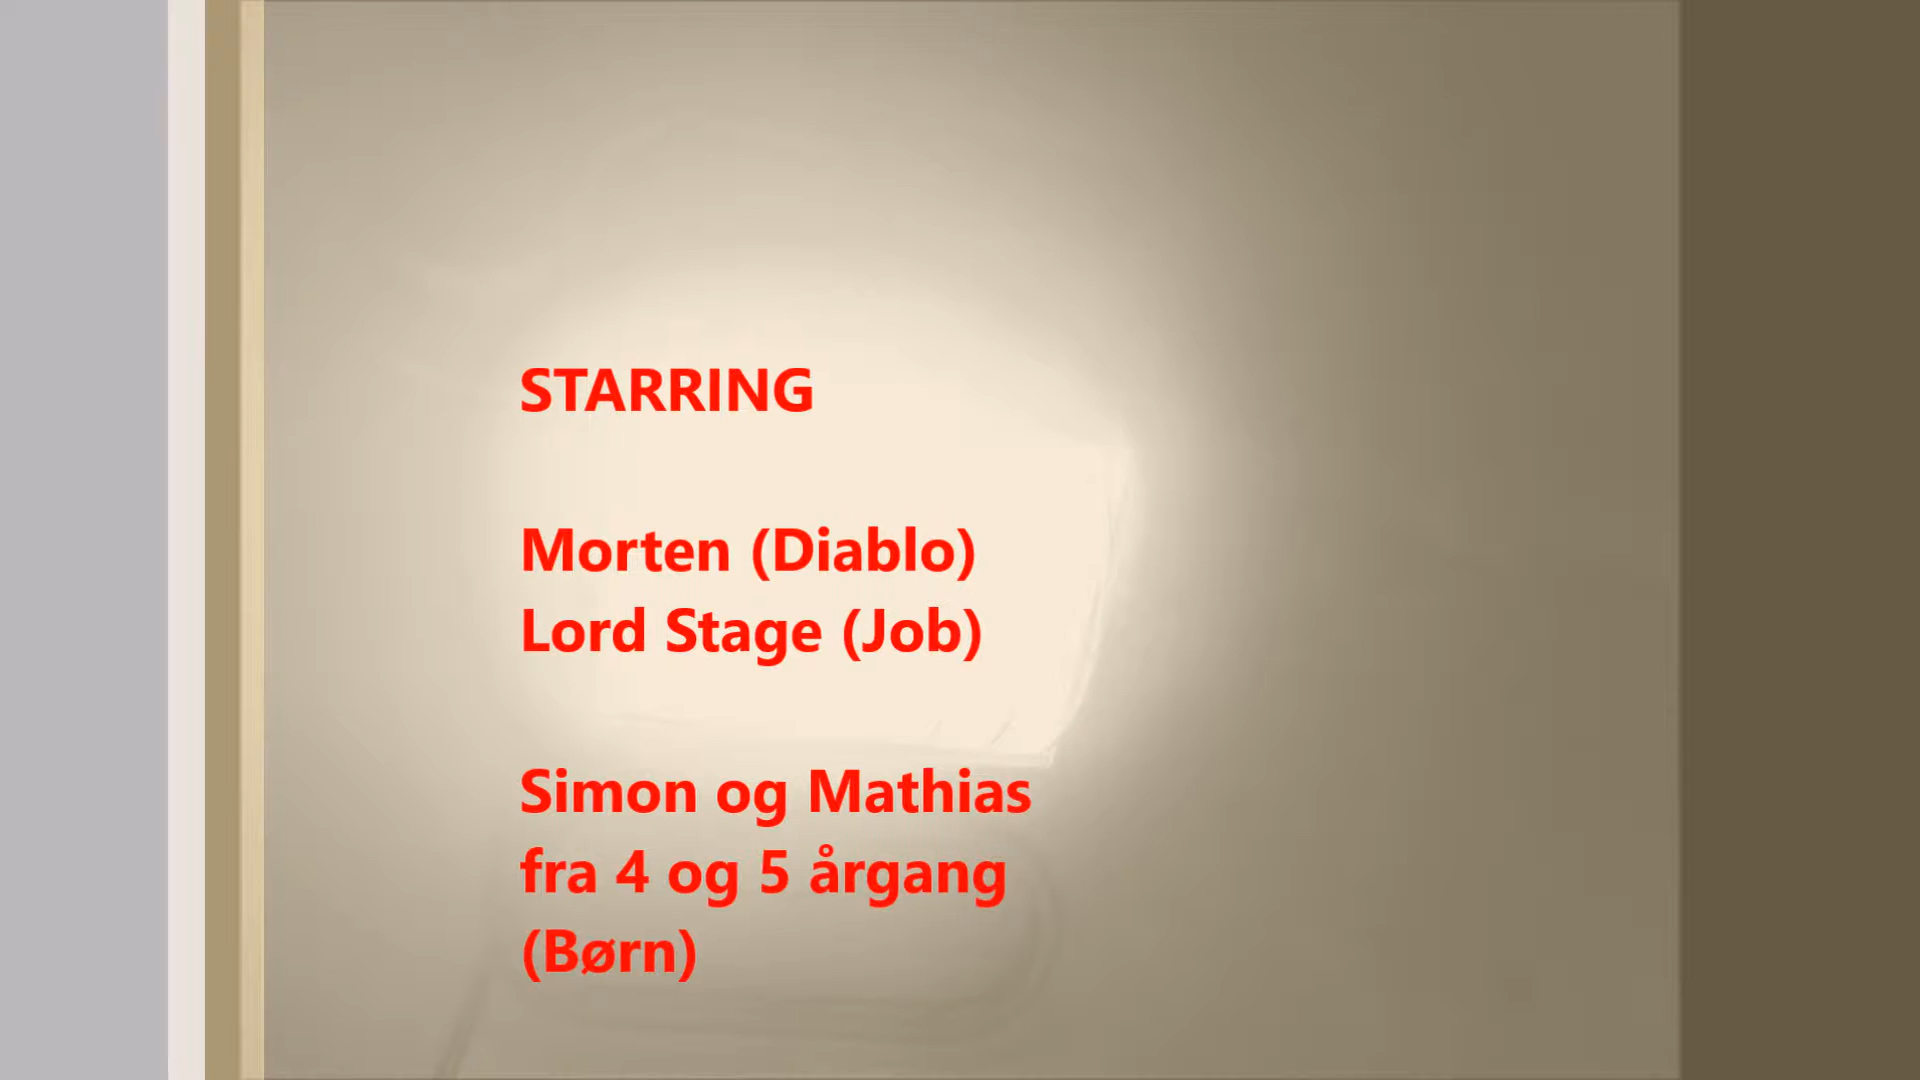 STARRING
Morten (Diablo)
Lord Stage (Job)
Simon og Mathias
fra 4 og 5 årgang
(Børn)